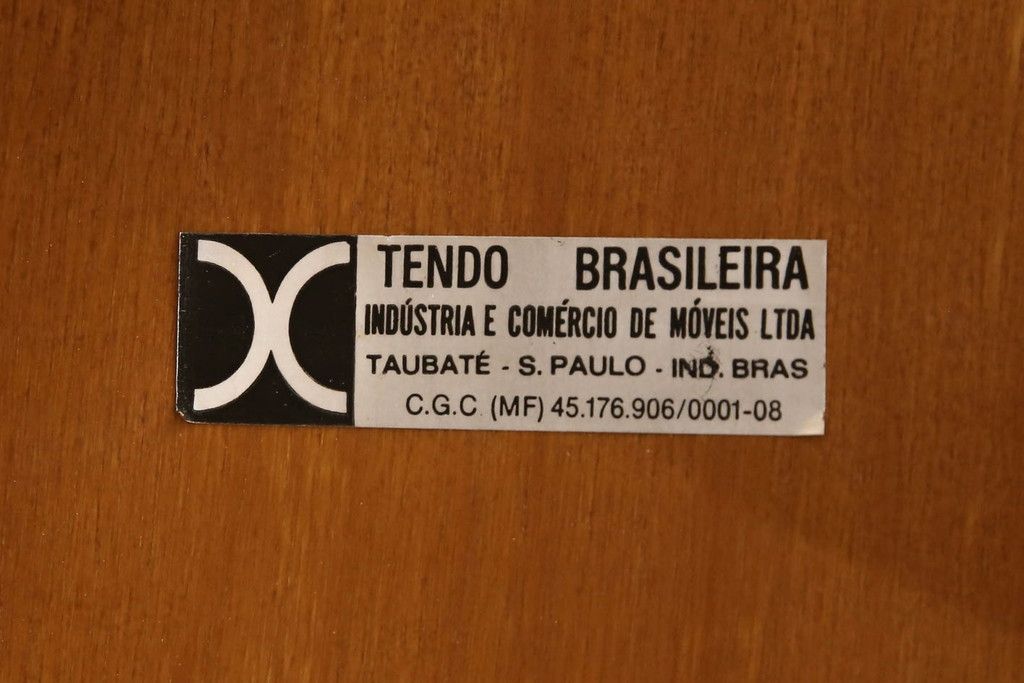 TENDO BRASILEIRA
INDÚSTRIA E COMÉRCIO DE MÓVEIS LTDA
TAUBATÉ - S. PAULO - IND. BRAS
C.G.C. (MF) 45.176.906/0001-08